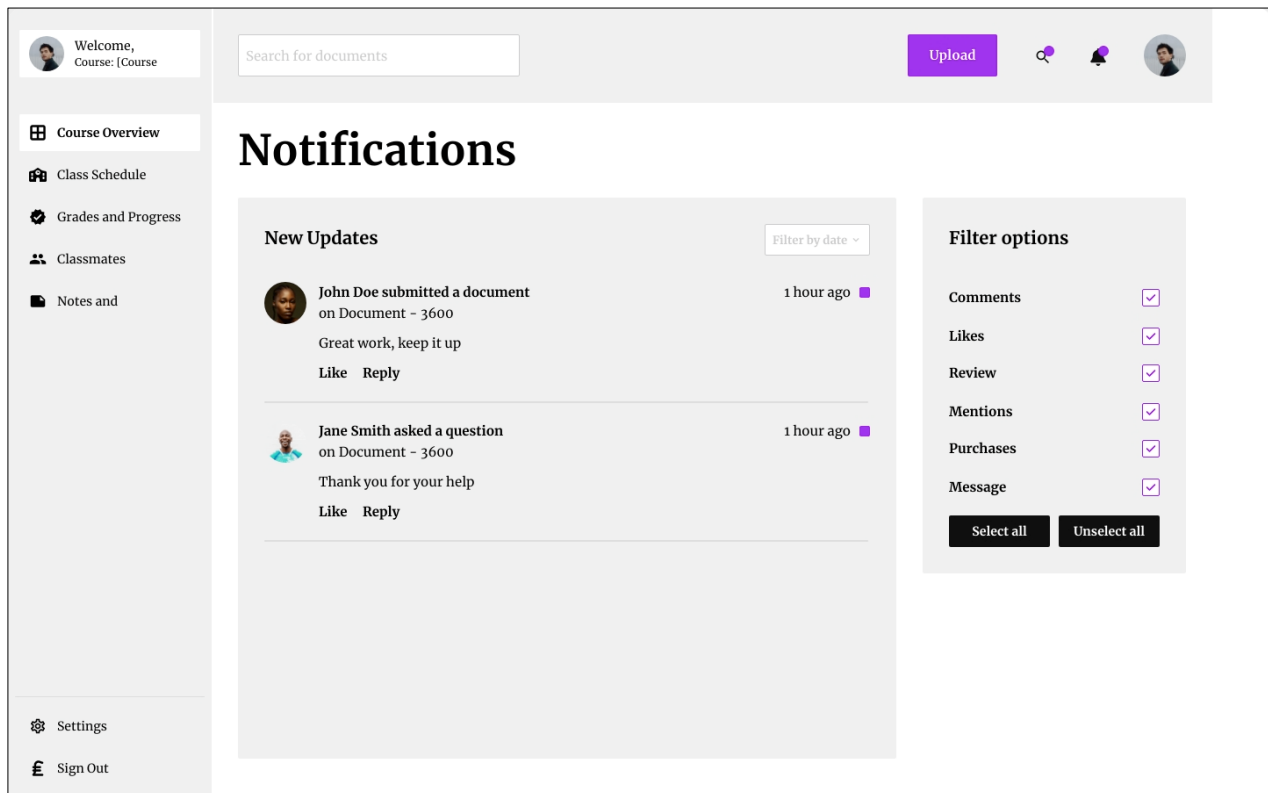 Welcome,
Course: [Course
Course Overview
Class Schedule
Grades and Progress
Classmates
Notes and
Settings
Sign Out
Search for documents
Upload
Notifications
New Updates
Filter by date
John Doe submitted a document
1 hour ago
on Document - 3600
Great work, keep it up
Like Reply
Jane Smith asked a question
1 hour ago
on Document - 3600
Thank you for your help
Like Reply
Filter options
Comments
Likes
Review
Mentions
Purchases
Message
Select all
Unselect all